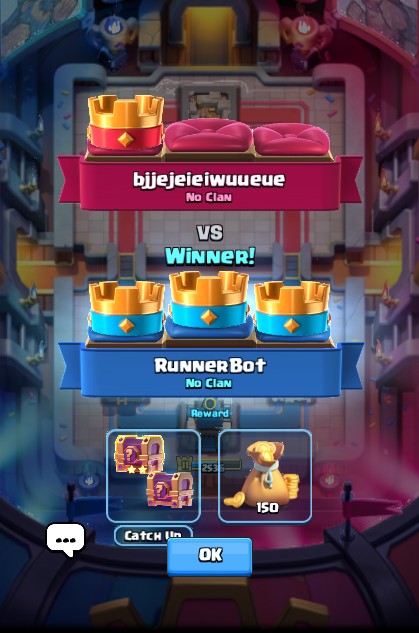 bjjejeieiwuueue
No Clan
VS
Winner!
RunnerBot
No Clan
Reward
2536
150
Catch Up
OK